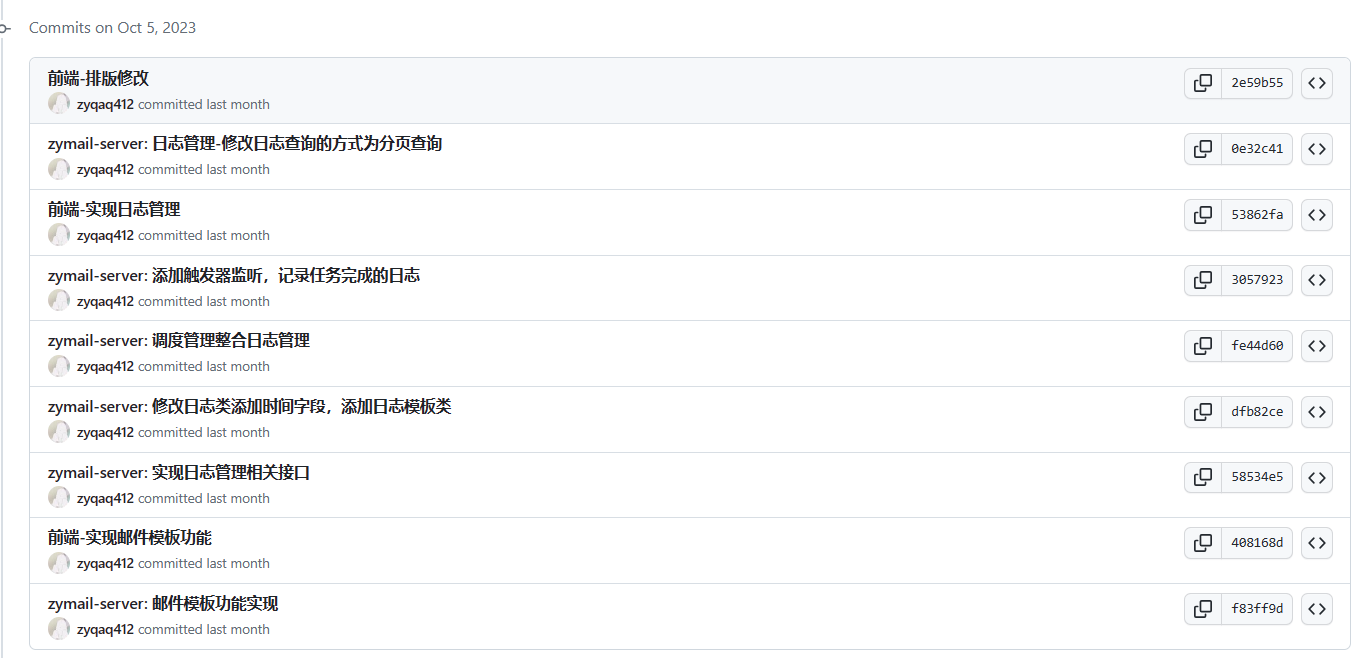 Commits on Oct 5, 2023
前端-排版修改
2e59b55
zyqaq412 committed last month
zymail-server: 日志管理-修改日志查询的方式为分页查询
0e32c41
zyqaq412 committed last month
前端-实现日志管理
53862fa
zyqaq412 committed last month
zymail-server: 添加触发器监听，记录任务完成的日志
3057923
zyqaq412 committed last month
zymail-server: 调度管理整合日志管理
fe44d60
zyqaq412 committed last month
zymail-server: 修改日志类添加时间字段，添加日志模板类
dfb82ce
zyqaq412 committed last month
zymail-server: 实现日志管理相关接口
58534e5
zyqaq412 committed last month
前端-实现邮件模板功能
408168d
zyqaq412 committed last month
zymail-server: 邮件模板功能实现
f83ff9d
zyqaq412 committed last month